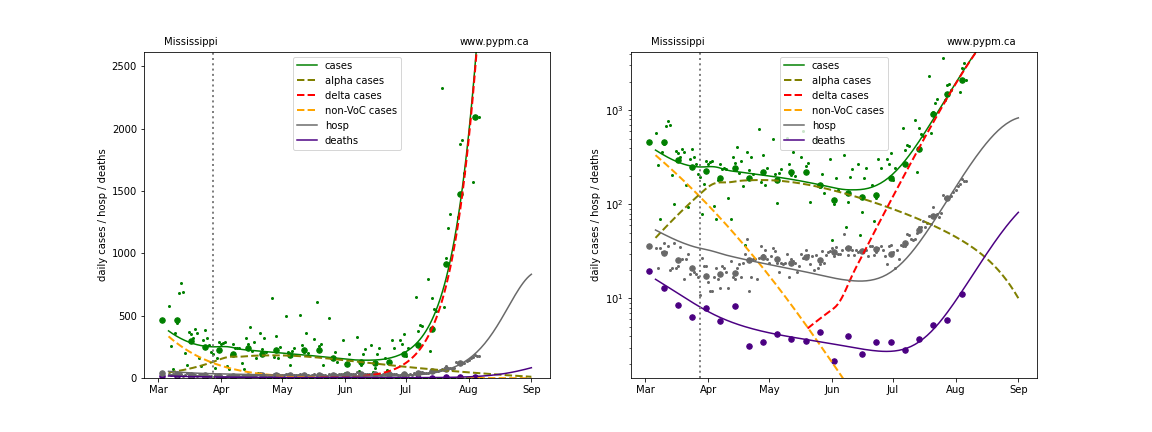 Mississippi www.pypm.ca
daily cases / hosp / deaths
2500
2000
1500
1000
500
0
cases
alpha cases
delta cases
non-VoC cases
hosp
deaths
Mar Apr May Jun Jul Aug Sep
Mississippi www.pypm.ca
daily cases / hosp / deaths
10³
10²
10¹
cases
alpha cases
delta cases
non-VoC cases
hosp
deaths
Mar Apr May Jun Jul Aug Sep